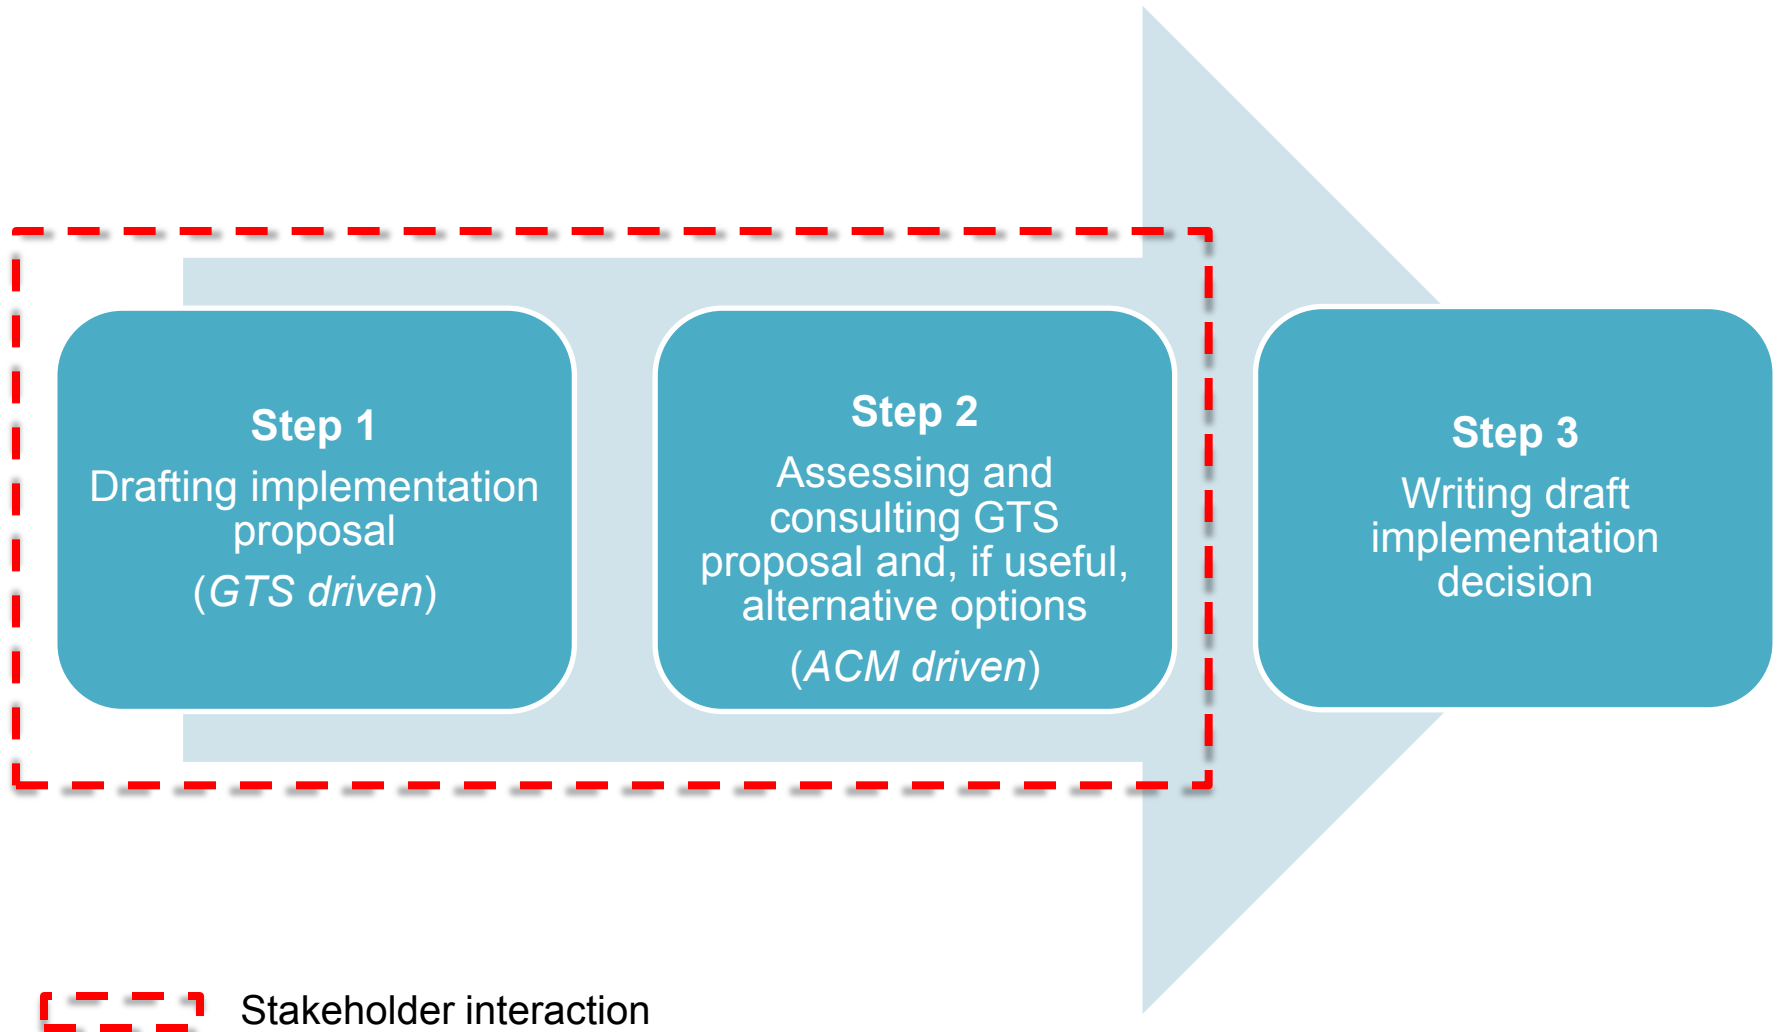 Step 1
Drafting implementation
proposal
(GTS driven)
Step 2
Assessing and
consulting GTS
proposal and, if useful,
alternative options
(ACM driven)
Step 3
Writing draft
implementation
decision
Stakeholder interaction